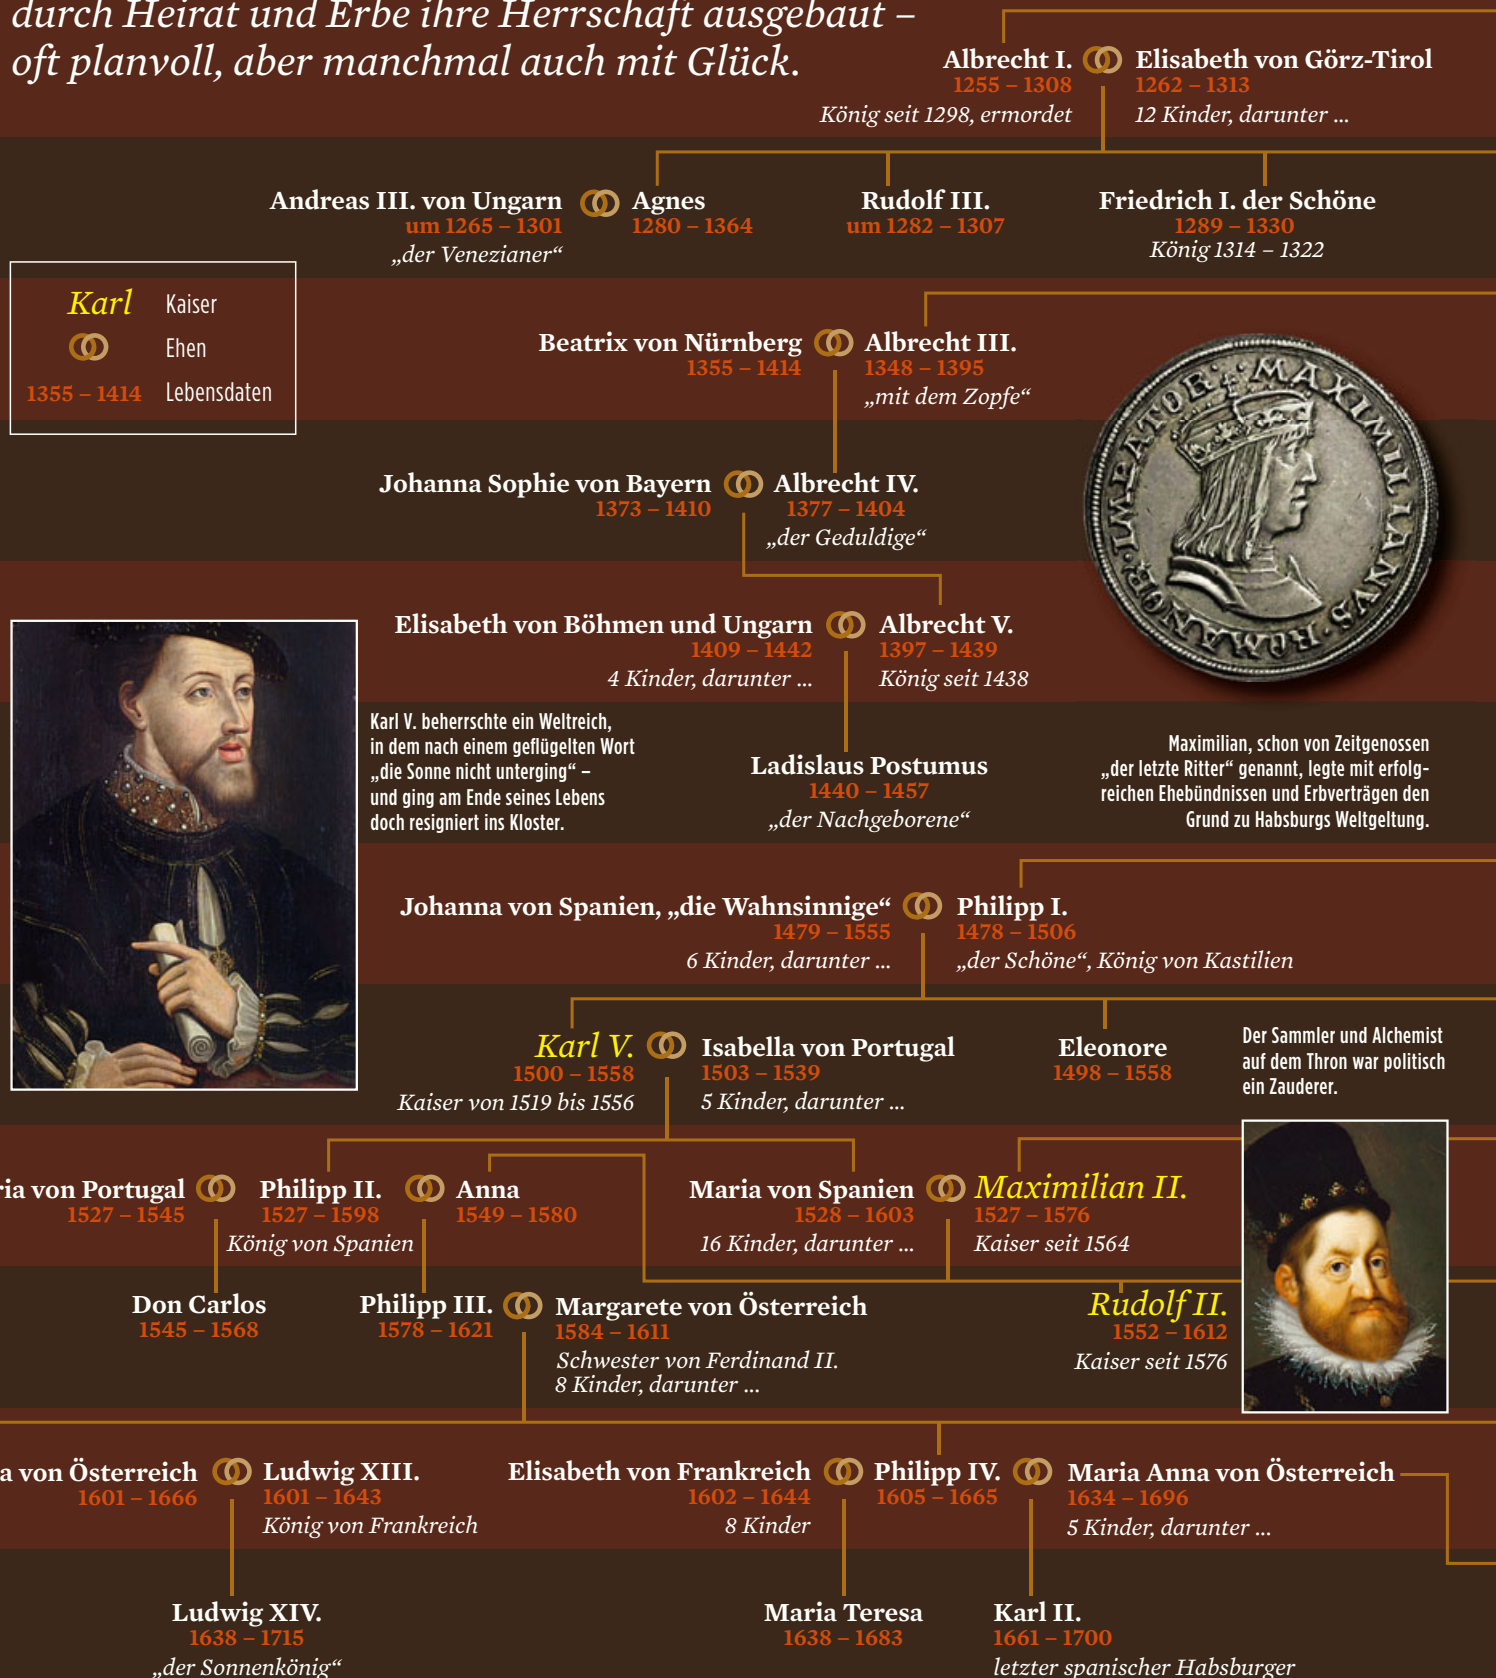 durch Heirat und Erbe ihre Herrschaft ausgebaut –
oft planvoll, aber manchmal auch mit Glück.
Albrecht I.
1255 – 1308
König seit 1298, ermordet
Elisabeth von Görz-Tirol
1262 – 1313
12 Kinder, darunter ...
Andreas III. von Ungarn
um 1265 – 1301
„der Venezianer“
Agnes
1280 – 1364
Rudolf III.
um 1282 – 1307
Friedrich I. der Schöne
1289 – 1330
König 1314 – 1322
Karl Kaiser
Ehen
1355 – 1414 Lebensdaten
Beatrix von Nürnberg
1355 – 1414
Albrecht III.
1348 – 1395
„mit dem Zopfe“
MAXIMILIANVS · ROMANOR · IMPATOR
Johanna Sophie von Bayern
1373 – 1410
Albrecht IV.
1377 – 1404
„der Geduldige“
Elisabeth von Böhmen und Ungarn
1409 – 1442
4 Kinder, darunter ...
Albrecht V.
1397 – 1439
König seit 1438
Karl V. beherrschte ein Weltreich,
in dem nach einem geflügelten Wort
„die Sonne nicht unterging“ –
und ging am Ende seines Lebens
doch resigniert ins Kloster.
Ladislaus Postumus
1440 – 1457
„der Nachgeborene“
Maximilian, schon von Zeitgenossen
„der letzte Ritter“ genannt, legte mit erfolg-
reichen Ehebündnissen und Erbverträgen den
Grund zu Habsburgs Weltgeltung.
Johanna von Spanien, „die Wahnsinnige“
1479 – 1555
6 Kinder, darunter ...
Philipp I.
1478 – 1506
„der Schöne“, König von Kastilien
Karl V.
1500 – 1558
Kaiser von 1519 bis 1556
Isabella von Portugal
1503 – 1539
5 Kinder, darunter ...
Eleonore
1498 – 1558
Der Sammler und Alchemist
auf dem Thron war politisch
ein Zauderer.
ria von Portugal
1527 – 1545
Philipp II.
1527 – 1598
König von Spanien
Anna
1549 – 1580
Maria von Spanien
1528 – 1603
16 Kinder, darunter ...
Maximilian II.
1527 – 1576
Kaiser seit 1564
Don Carlos
1545 – 1568
Philipp III.
1578 – 1621
Margarete von Österreich
1584 – 1611
Schwester von Ferdinand II.
8 Kinder, darunter ...
Rudolf II.
1552 – 1612
Kaiser seit 1576
a von Österreich
1601 – 1666
Ludwig XIII.
1601 – 1643
König von Frankreich
Elisabeth von Frankreich
1602 – 1644
8 Kinder
Philipp IV.
1605 – 1665
Maria Anna von Österreich
1634 – 1696
5 Kinder, darunter ...
Ludwig XIV.
1638 – 1715
„der Sonnenkönig“
Maria Teresa
1638 – 1683
Karl II.
1661 – 1700
letzter spanischer Habsburger